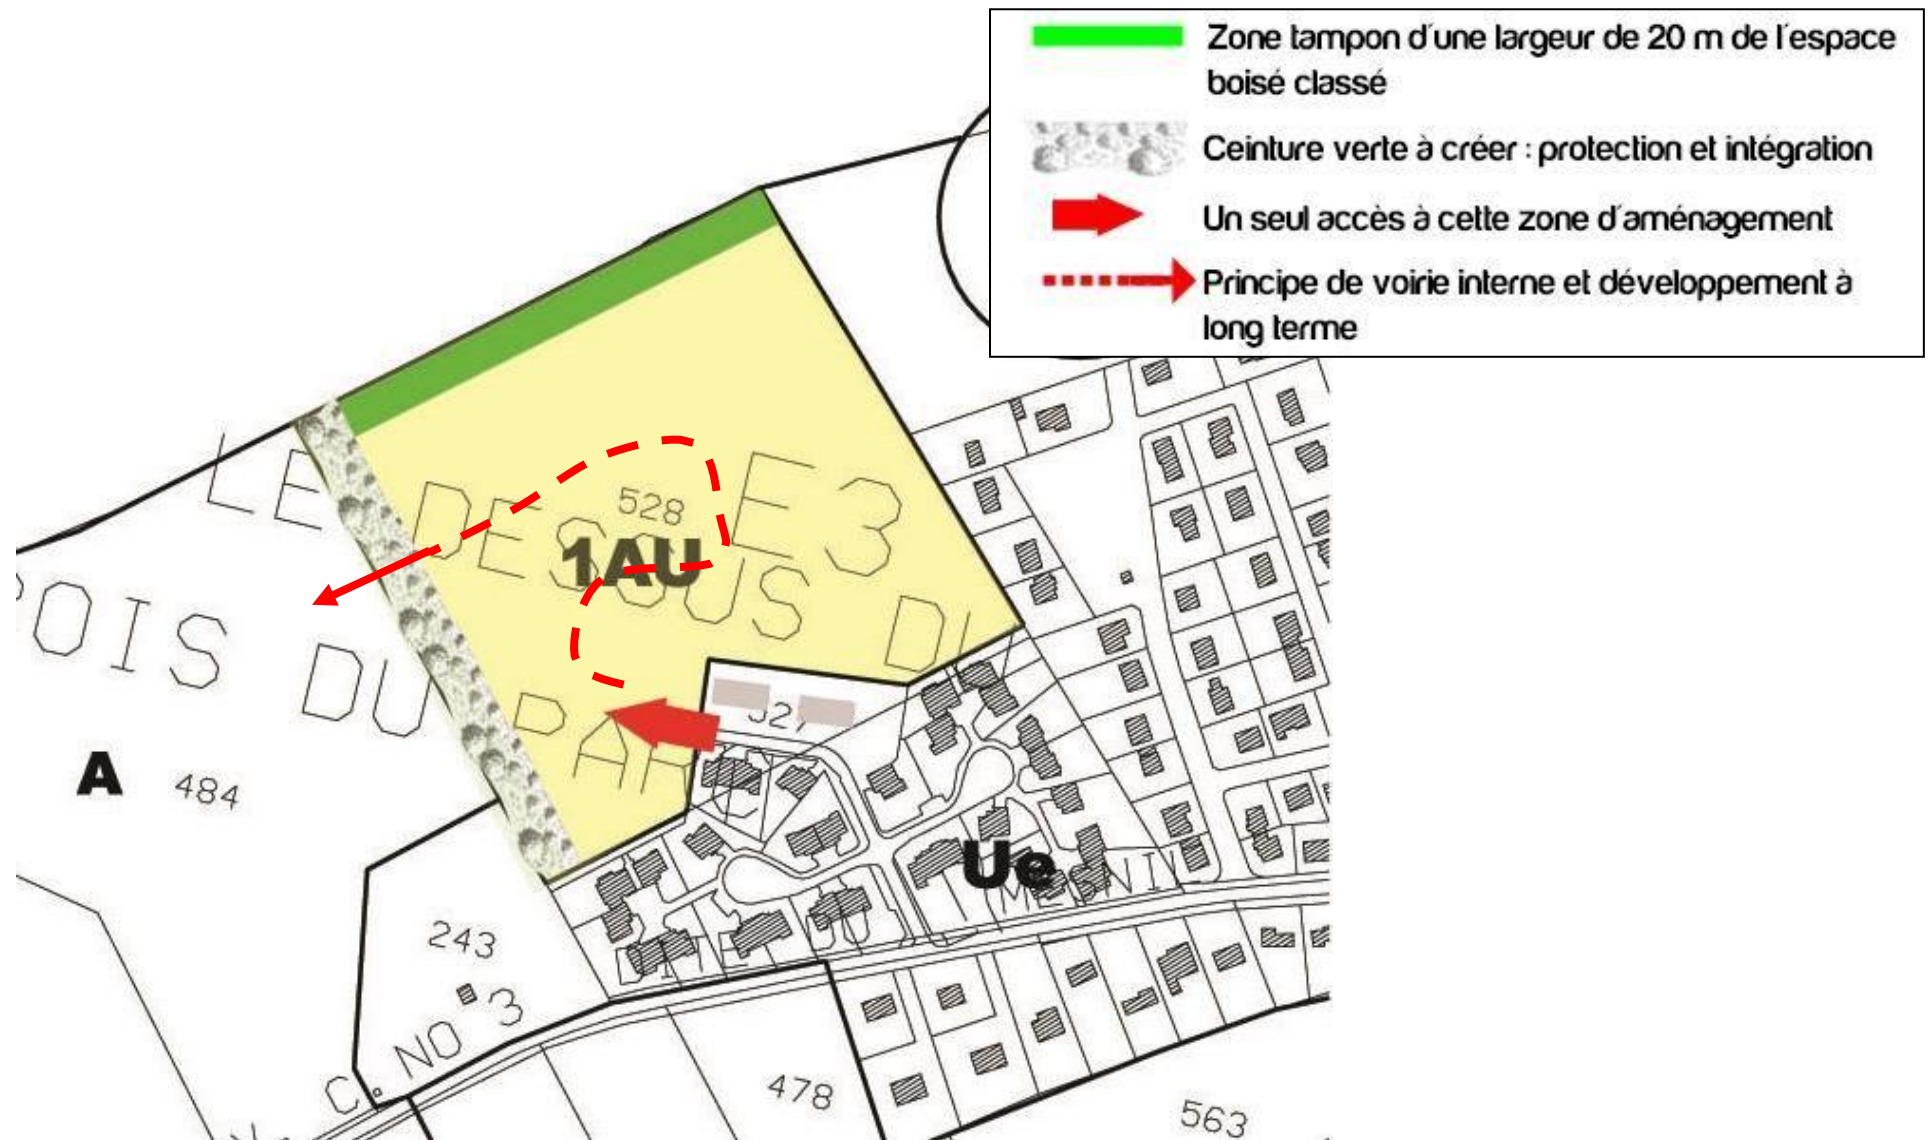 Zone tampon d'une largeur de 20 m de l'espace
boisé classé
Ceinture verte à créer : protection et intégration
Un seul accès à cette zone d'aménagement
Principe de voirie interne et développement à
long terme
LE DESSOUS DU
E3
528
1AU
BOIS DU PARC
527
A
484
Ue
DU MESNIL
243
C. NO 3
478
563